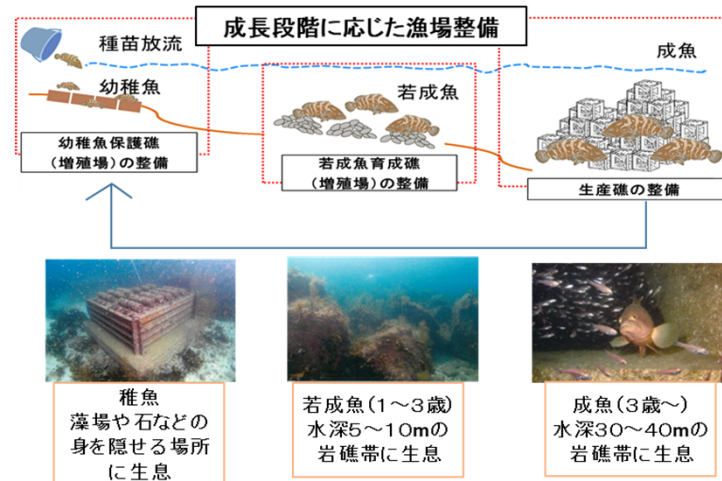 成長段階に応じた漁場整備
種苗放流
幼稚魚
若成魚
成魚
幼稚魚保護礁
(増殖場)の整備
若成魚育成礁
(増殖場)の整備
生産礁の整備
稚魚
藻場や石などの
身を隠せる場所
に生息
若成魚(1~3歳)
水深5~10mの
岩礁帯に生息
成魚(3歳~)
水深30~40mの
岩礁帯に生息